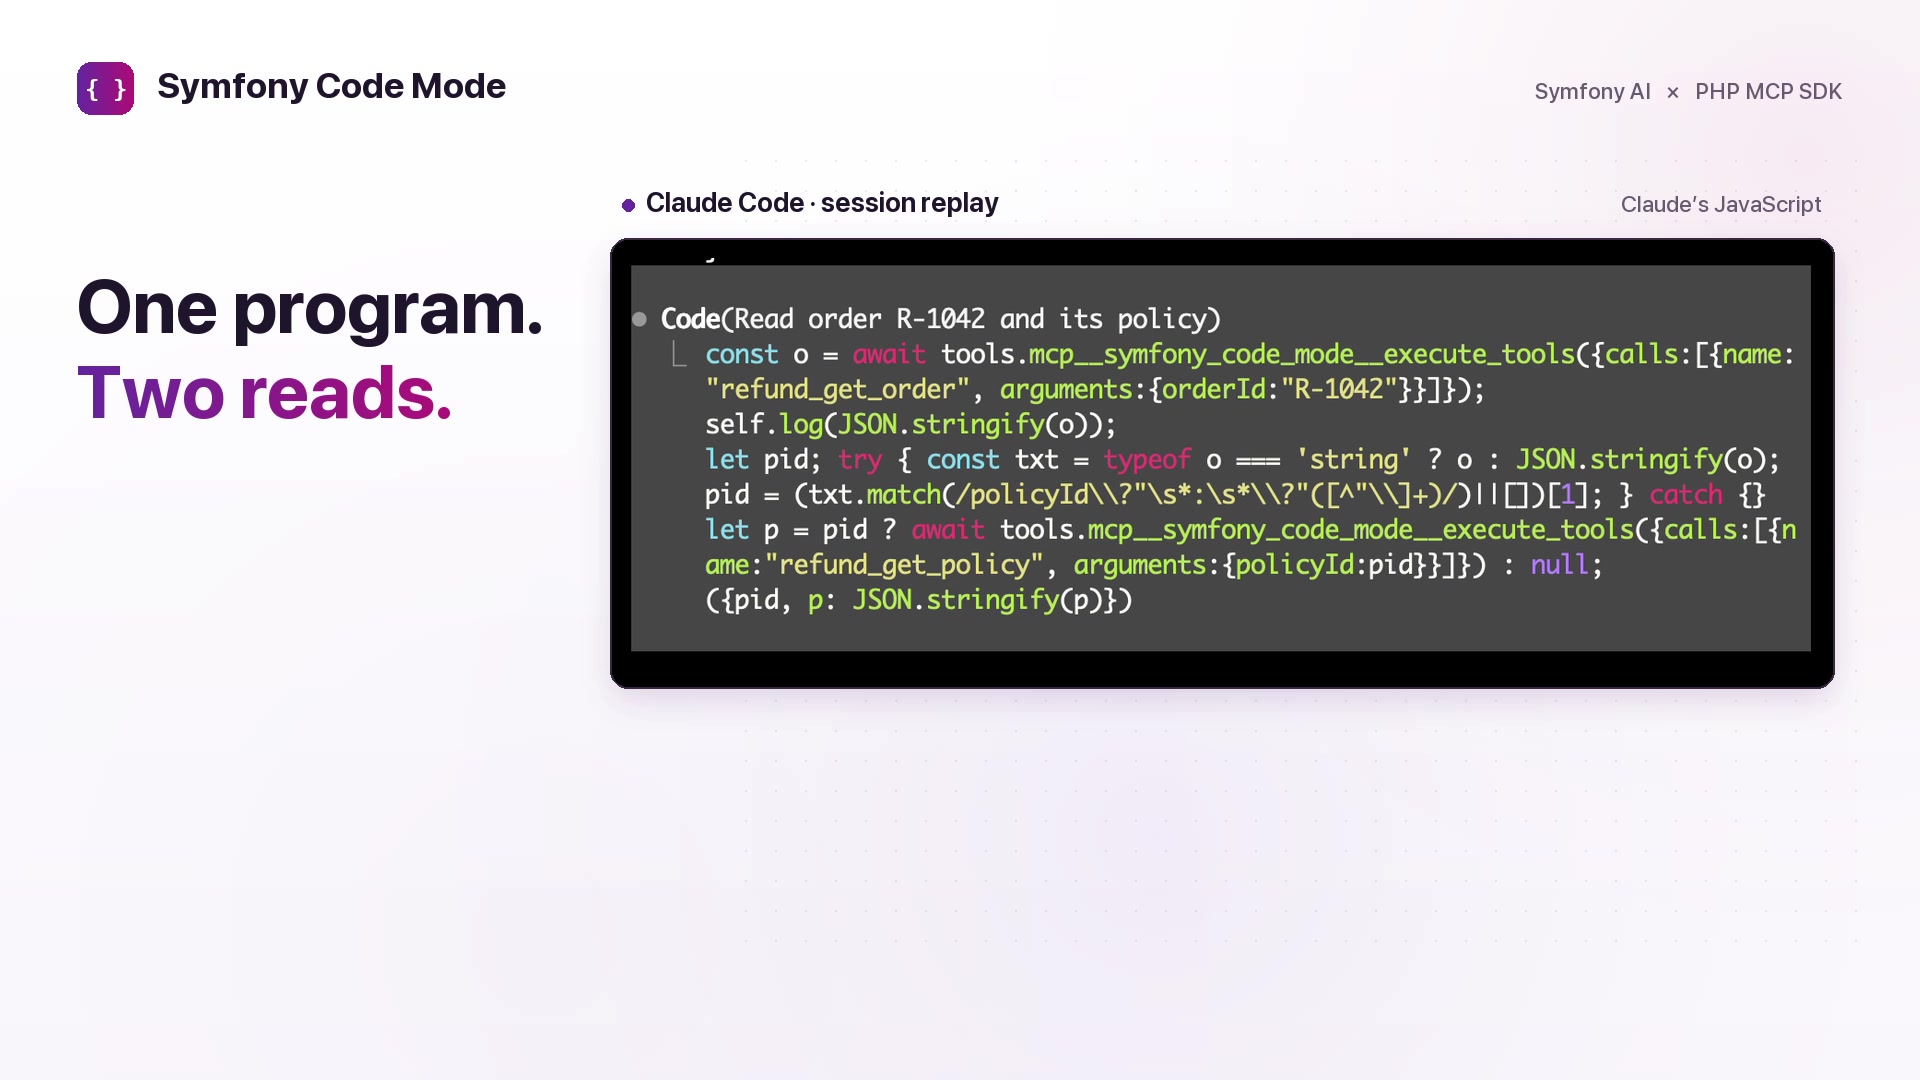 { } Symfony Code Mode
Symfony AI × PHP MCP SDK
One program.
Two reads.
Claude Code · session replay
Claude’s JavaScript
Code(Read order R-1042 and its policy)
const o = await tools.mcp__symfony_code_mode__execute_tools({calls:[{name:
"refund_get_order", arguments:{orderId:"R-1042"}}]});
self.log(JSON.stringify(o));
let pid; try { const txt = typeof o === 'string' ? o : JSON.stringify(o);
pid = (txt.match(/policyId\\?"\s*:\s*\\?"([^"\\]+)/)||[])[1]; } catch {}
let p = pid ? await tools.mcp__symfony_code_mode__execute_tools({calls:[{n
ame:"refund_get_policy", arguments:{policyId:pid}}]}) : null;
({pid, p: JSON.stringify(p)})